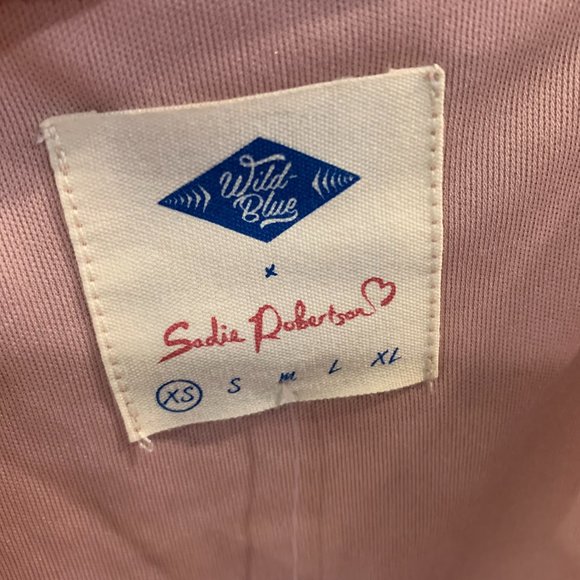 Wild-
Blue
x
Sadie Robertson
XS S M L XL